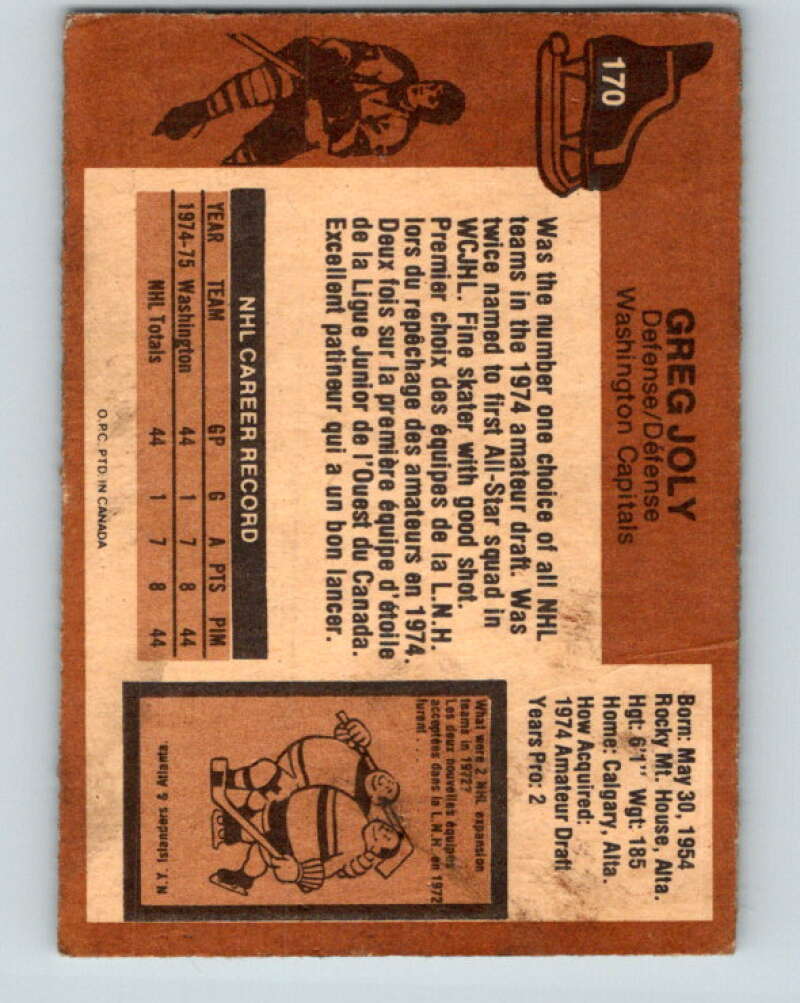 170
GREG JOLY
Defense/Défense
Washington Capitals
Born: May 30, 1954
Rocky Mt. House, Alta.
Hgt: 6'1" Wgt: 185
Home: Calgary, Alta.
How Acquired:
1974 Amateur Draft
Years Pro: 2
Was the number one choice of all NHL
teams in the 1974 amateur draft. Was
twice named to first All-Star squad in
WCJHL. Fine skater with good shot.
Premier choix des équipes de la L.N.H.
lors du repêchage des amateurs en 1974.
Deux fois sur la première équipe d'étoile
de la Ligue Junior de l'Ouest du Canada.
Excellent patineur qui a un bon lancer.
NHL CAREER RECORD
YEAR TEAM GP G A PTS PIM
1974-75 Washington 44 1 7 8 44
NHL Totals 44 1 7 8 44
O.P.C. PTD. IN CANADA
What were 2 NHL expansion
teams in 1972?
Les deux nouvelles équipes
acceptées dans la L.N.H. en 1972
furent . . .
N.Y. Islanders & Atlanta.